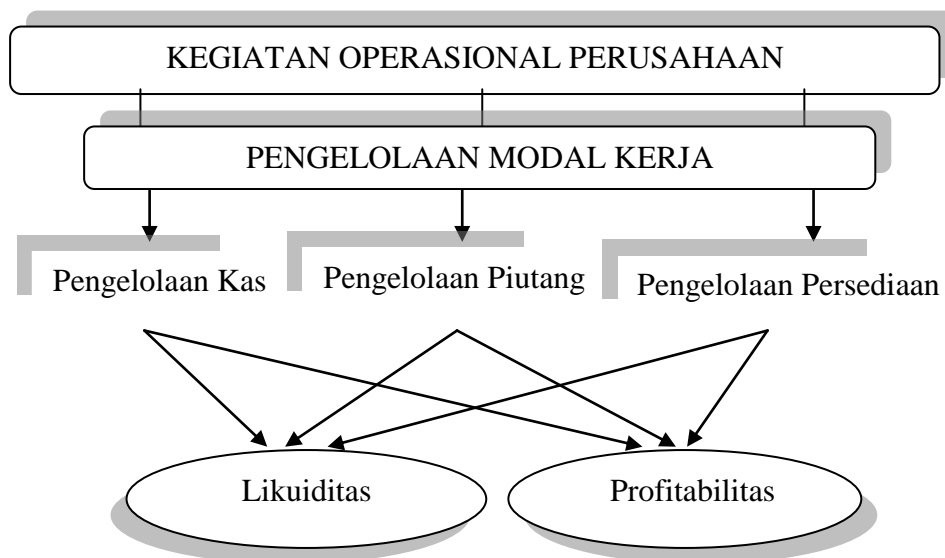 KEGIATAN OPERASIONAL PERUSAHAAN
PENGELOLAAN MODAL KERJA
Pengelolaan Kas
Pengelolaan Piutang
Pengelolaan Persediaan
Likuiditas
Profitabilitas